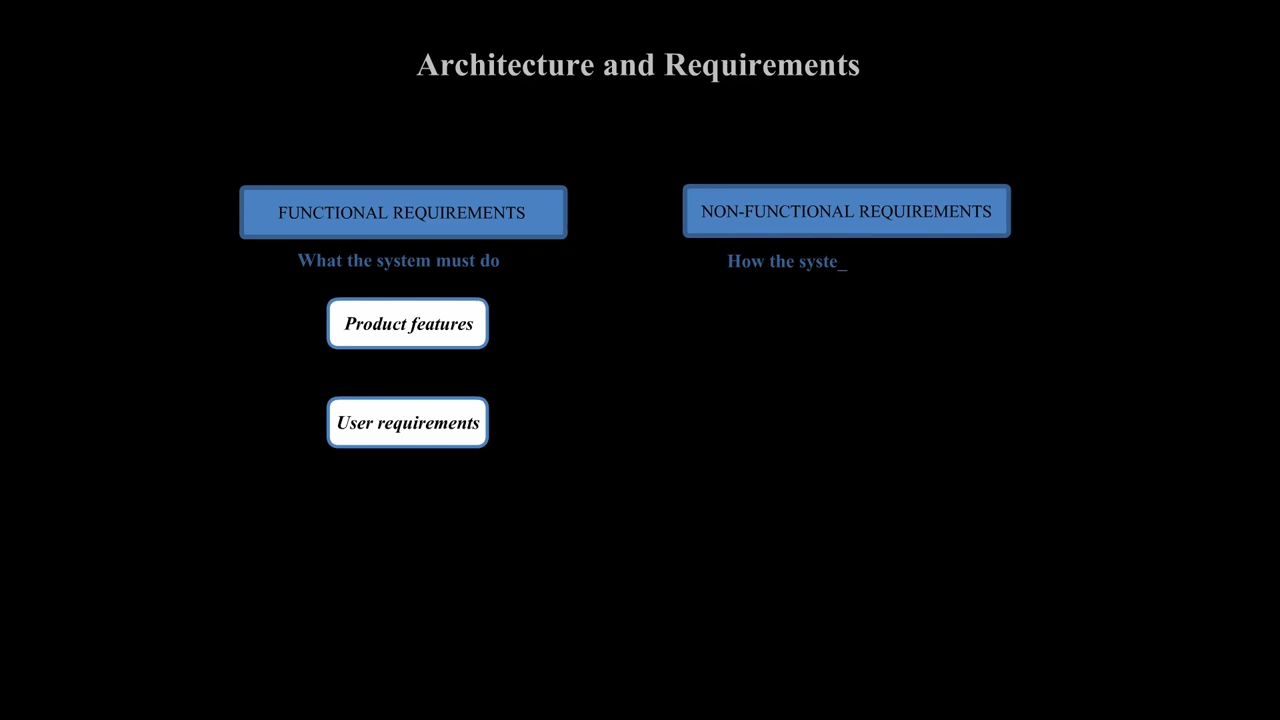 Architecture and Requirements
FUNCTIONAL REQUIREMENTS
What the system must do
Product features
User requirements
NON-FUNCTIONAL REQUIREMENTS
How the syste_